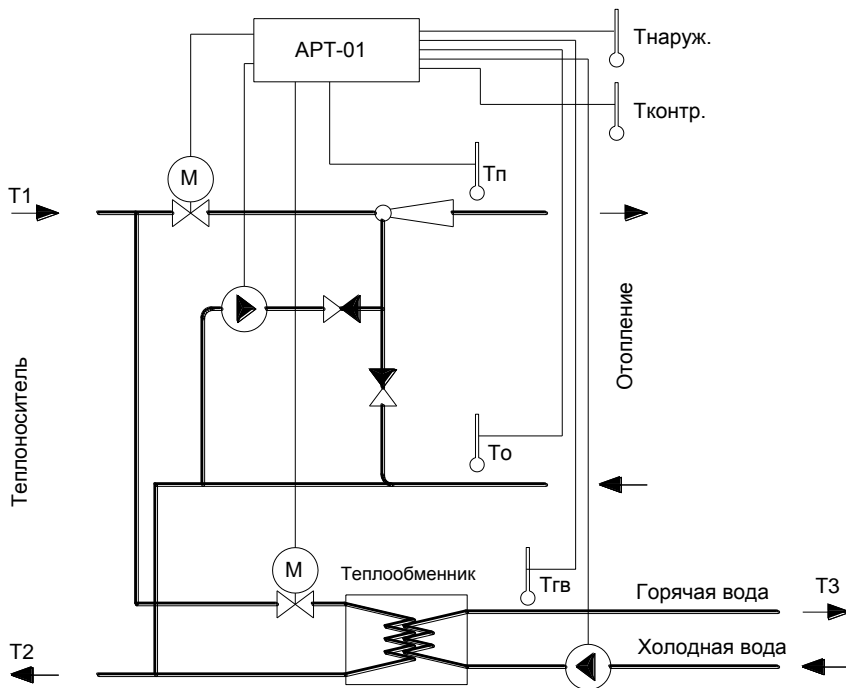 АРТ-01
Тнаруж.
Тконтр.
Тп
М
Т1
Теплоноситель
Отопление
То
М
Теплообменник
Тгв
Горячая вода
Т3
Т2
Холодная вода